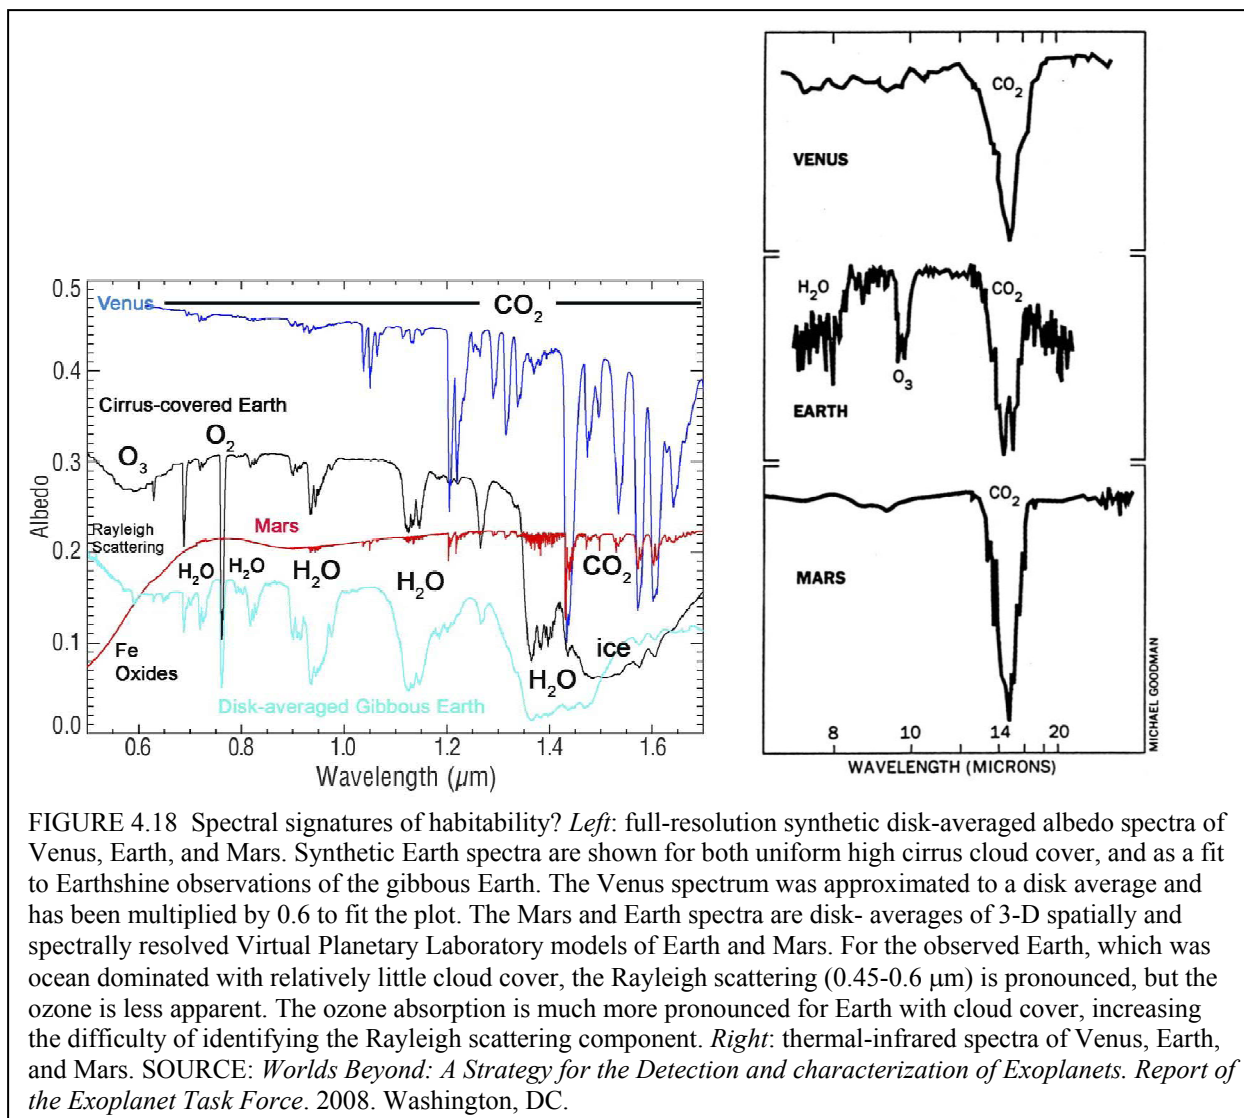 VENUS
CO2
H2O
CO2
O3
EARTH
CO2
MARS
8 10 14 20
WAVELENGTH (MICRONS)
MICHAEL GOODMAN
0.5
0.4
0.3
0.2
0.1
0.0
Albedo
Venus
CO2
Cirrus-covered Earth
O3
O2
Rayleigh
Scattering
Mars
H2O
H2O
H2O
H2O
CO2
Fe
Oxides
H2O
ice
Disk-averaged Gibbous Earth
0.6 0.8 1.0 1.2 1.4 1.6
Wavelength (μm)
FIGURE 4.18 Spectral signatures of habitability? Left: full-resolution synthetic disk-averaged albedo spectra of
Venus, Earth, and Mars. Synthetic Earth spectra are shown for both uniform high cirrus cloud cover, and as a fit
to Earthshine observations of the gibbous Earth. The Venus spectrum was approximated to a disk average and
has been multiplied by 0.6 to fit the plot. The Mars and Earth spectra are disk- averages of 3-D spatially and
spectrally resolved Virtual Planetary Laboratory models of Earth and Mars. For the observed Earth, which was
ocean dominated with relatively little cloud cover, the Rayleigh scattering (0.45-0.6 μm) is pronounced, but the
ozone is less apparent. The ozone absorption is much more pronounced for Earth with cloud cover, increasing
the difficulty of identifying the Rayleigh scattering component. Right: thermal-infrared spectra of Venus, Earth,
and Mars. SOURCE: Worlds Beyond: A Strategy for the Detection and characterization of Exoplanets. Report of
the Exoplanet Task Force. 2008. Washington, DC.